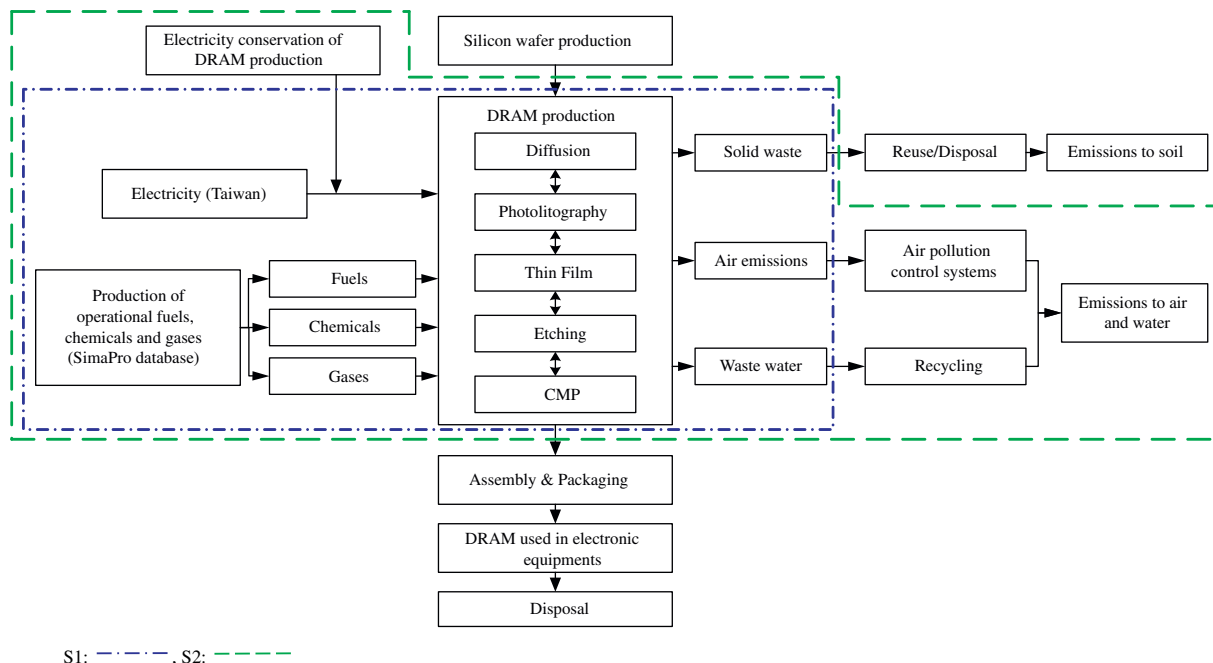 Electricity conservation of
DRAM production
Silicon wafer production
DRAM production
Diffusion
Photolitography
Thin Film
Etching
CMP
Electricity (Taiwan)
Production of
operational fuels,
chemicals and gases
(SimaPro database)
Fuels
Chemicals
Gases
Solid waste
Reuse/Disposal
Emissions to soil
Air emissions
Air pollution
control systems
Emissions to air
and water
Waste water
Recycling
Assembly & Packaging
DRAM used in electronic
equipments
Disposal
S1: , S2: